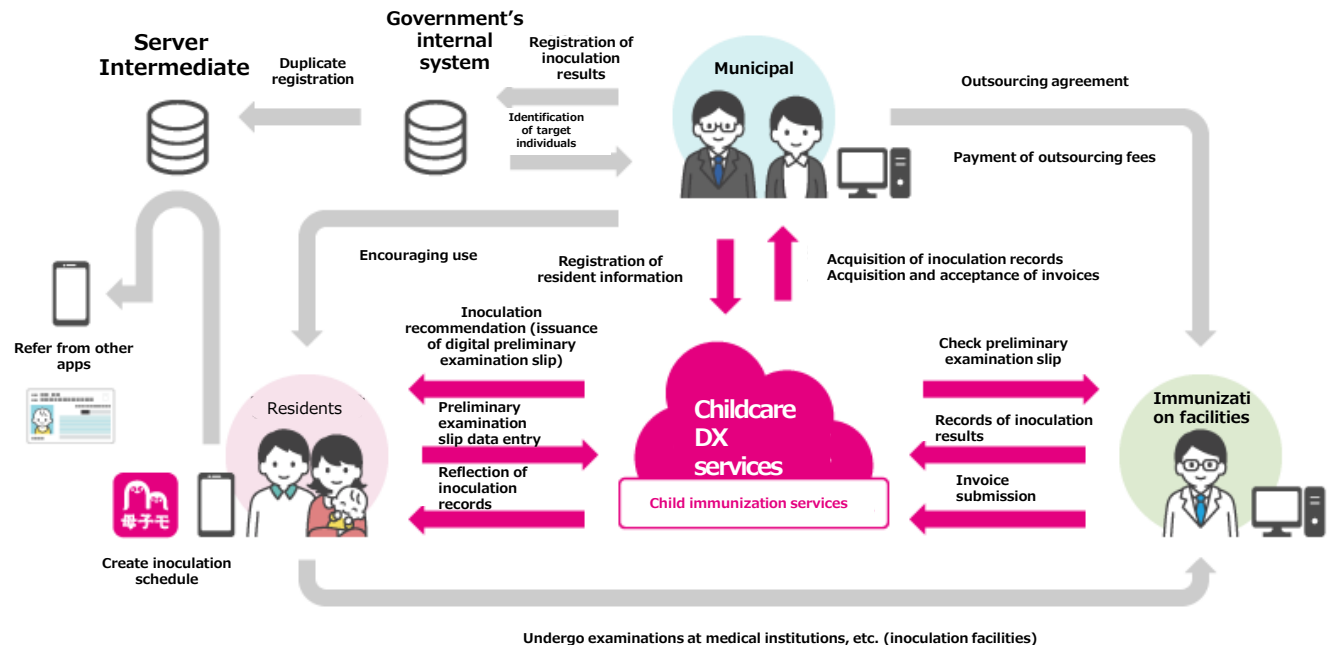 Server
Intermediate
Duplicate
registration
Government's
internal
system
Registration of
inoculation
results
Identification
of target
individuals
Municipal
Outsourcing agreement
Payment of outsourcing fees
Encouraging use
Registration of
resident information
Acquisition of inoculation records
Acquisition and acceptance of invoices
Refer from other
apps
Inoculation
recommendation (issuance
of digital preliminary
examination slip)
Residents
Preliminary
examination
slip data entry
Reflection of
inoculation
records
Childcare
DX
services
Child immunization services
Check preliminary
examination slip
Records of inoculation
results
Invoice
submission
Immunizati
on facilities
母子モ
Create inoculation
schedule
Undergo examinations at medical institutions, etc. (inoculation facilities)